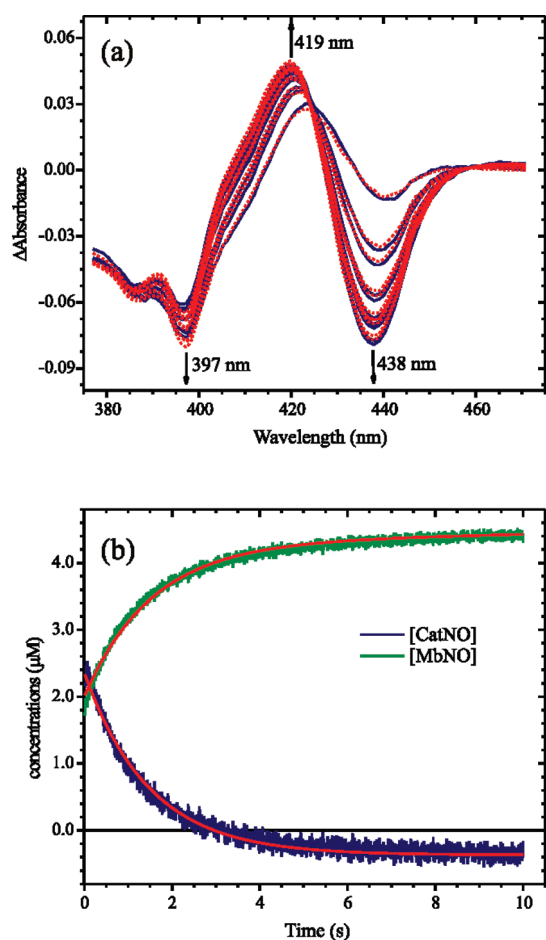 (a)
419 nm
0.06
0.03
0.00
-0.03
-0.06
-0.09
ΔAbsorbance
397 nm
438 nm
380
400
420
440
460
Wavelength (nm)
(b)
4.0
3.0
2.0
1.0
0.0
concentrations (μM)
[CatNO]
[MbNO]
0
2
4
6
8
10
Time (s)